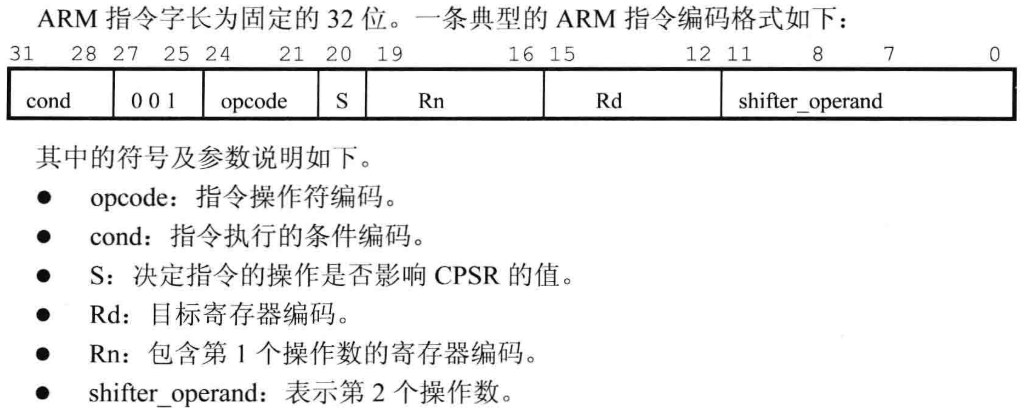 ARM 指令字长为固定的 32 位。一条典型的 ARM 指令编码格式如下：
31 28 27 25 24 21 20 19 16 15 12 11 8 7 0
cond 0 0 1 opcode S Rn Rd shifter_operand
其中的符号及参数说明如下。
● opcode：指令操作符编码。
● cond：指令执行的条件编码。
● S：决定指令的操作是否影响 CPSR 的值。
● Rd：目标寄存器编码。
● Rn：包含第 1 个操作数的寄存器编码。
● shifter_operand：表示第 2 个操作数。